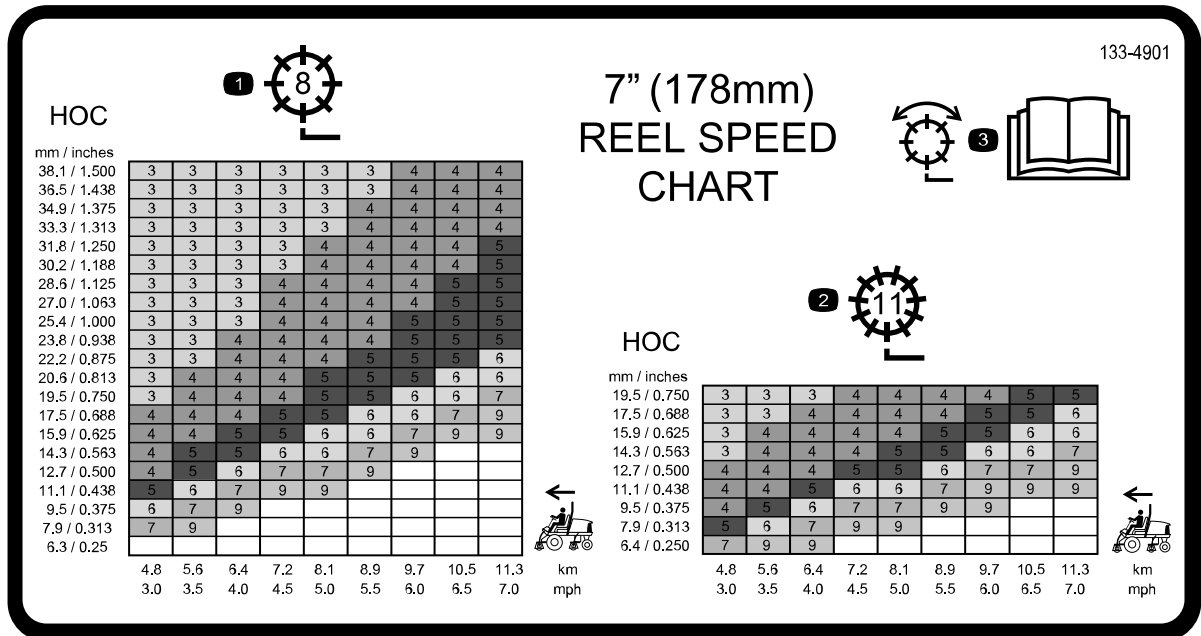 133-4901
7” (178mm)
REEL SPEED
CHART
3
1
8
HOC
mm / inches
38.1 / 1.500 3 3 3 3 3 3 4 4 4
36.5 / 1.438 3 3 3 3 3 3 4 4 4
34.9 / 1.375 3 3 3 3 3 4 4 4 4
33.3 / 1.313 3 3 3 3 3 4 4 4 4
31.8 / 1.250 3 3 3 3 4 4 4 4 5
30.2 / 1.188 3 3 3 3 4 4 4 4 5
28.6 / 1.125 3 3 3 4 4 4 4 5 5
27.0 / 1.063 3 3 3 4 4 4 4 5 5
25.4 / 1.000 3 3 3 4 4 4 5 5 5
23.8 / 0.938 3 3 4 4 4 4 5 5 5
22.2 / 0.875 3 3 4 4 4 5 5 5 6
20.6 / 0.813 3 4 4 4 5 5 5 6 6
19.5 / 0.750 3 4 4 4 5 5 6 6 7
17.5 / 0.688 4 4 4 5 5 6 6 7 9
15.9 / 0.625 4 4 5 5 6 6 7 9 9
14.3 / 0.563 4 5 5 6 6 7 9
12.7 / 0.500 4 5 6 7 7 9
11.1 / 0.438 5 6 7 9 9
9.5 / 0.375 6 7 9
7.9 / 0.313 7 9
6.3 / 0.25
4.8 5.6 6.4 7.2 8.1 8.9 9.7 10.5 11.3 km
3.0 3.5 4.0 4.5 5.0 5.5 6.0 6.5 7.0 mph
2
11
HOC
mm / inches
19.5 / 0.750 3 3 3 4 4 4 4 5 5
17.5 / 0.688 3 3 4 4 4 4 5 5 6
15.9 / 0.625 3 4 4 4 4 5 5 6 6
14.3 / 0.563 3 4 4 4 5 5 6 6 7
12.7 / 0.500 4 4 4 5 5 6 7 7 9
11.1 / 0.438 4 4 5 6 6 7 9 9 9
9.5 / 0.375 4 5 6 7 7 9 9
7.9 / 0.313 5 6 7 9 9
6.4 / 0.250 7 9 9
4.8 5.6 6.4 7.2 8.1 8.9 9.7 10.5 11.3 km
3.0 3.5 4.0 4.5 5.0 5.5 6.0 6.5 7.0 mph